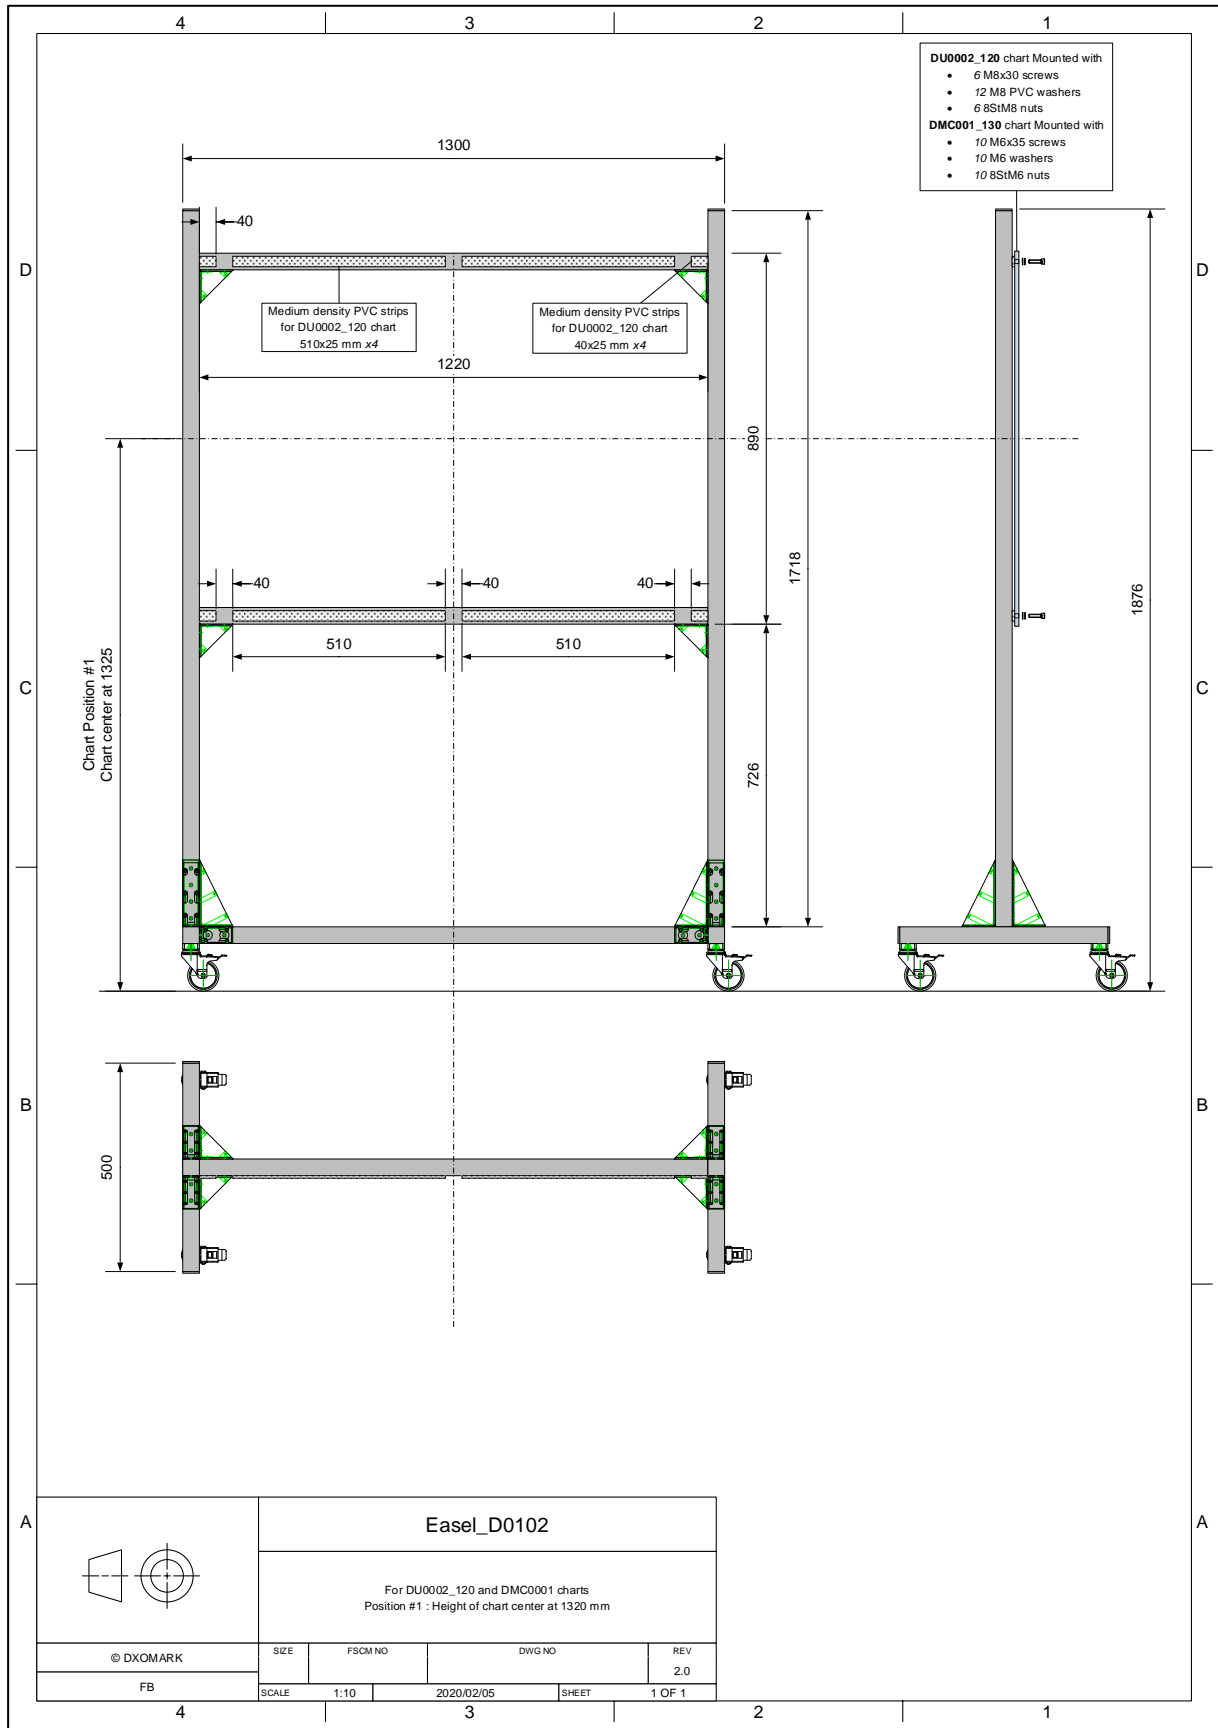 4 3 2 1
DU0002_120 chart Mounted with
• 6 M8x30 screws
• 12 M8 PVC washers
• 6 8StM8 nuts
DMC001_130 chart Mounted with
• 10 M6x35 screws
• 10 M6 washers
• 10 8StM6 nuts
1300
40
D D
Medium density PVC strips
for DU0002_120 chart
510x25 mm x4
Medium density PVC strips
for DU0002_120 chart
40x25 mm x4
1220
890
1718
1876
40 40 40
510 510
Chart Position #1
Chart center at 1325
C C
726
B B
500
A A
Easel_D0102
For DU0002_120 and DMC0001 charts
Position #1 : Height of chart center at 1320 mm
© DXOMARK
SIZE FSCM NO DWG NO REV
2.0
FB
SCALE 1:10 2020/02/05 SHEET 1 OF 1
4 3 2 1